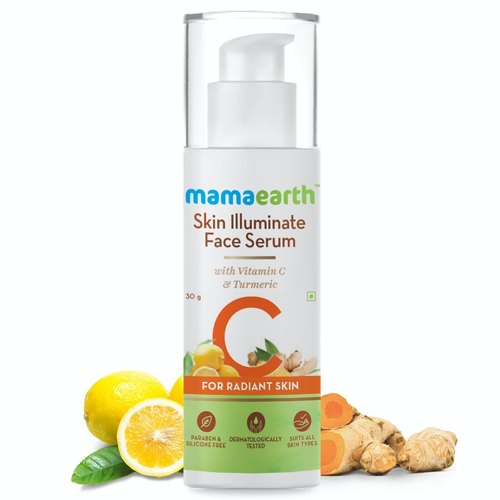 mamaearth™
Skin Illuminate
Face Serum
with Vitamin C
& Turmeric
30 g
C
FOR RADIANT SKIN
PARABEN &
SILICONE FREE
DERMATOLOGICALLY
TESTED
SUITS ALL
SKIN TYPES